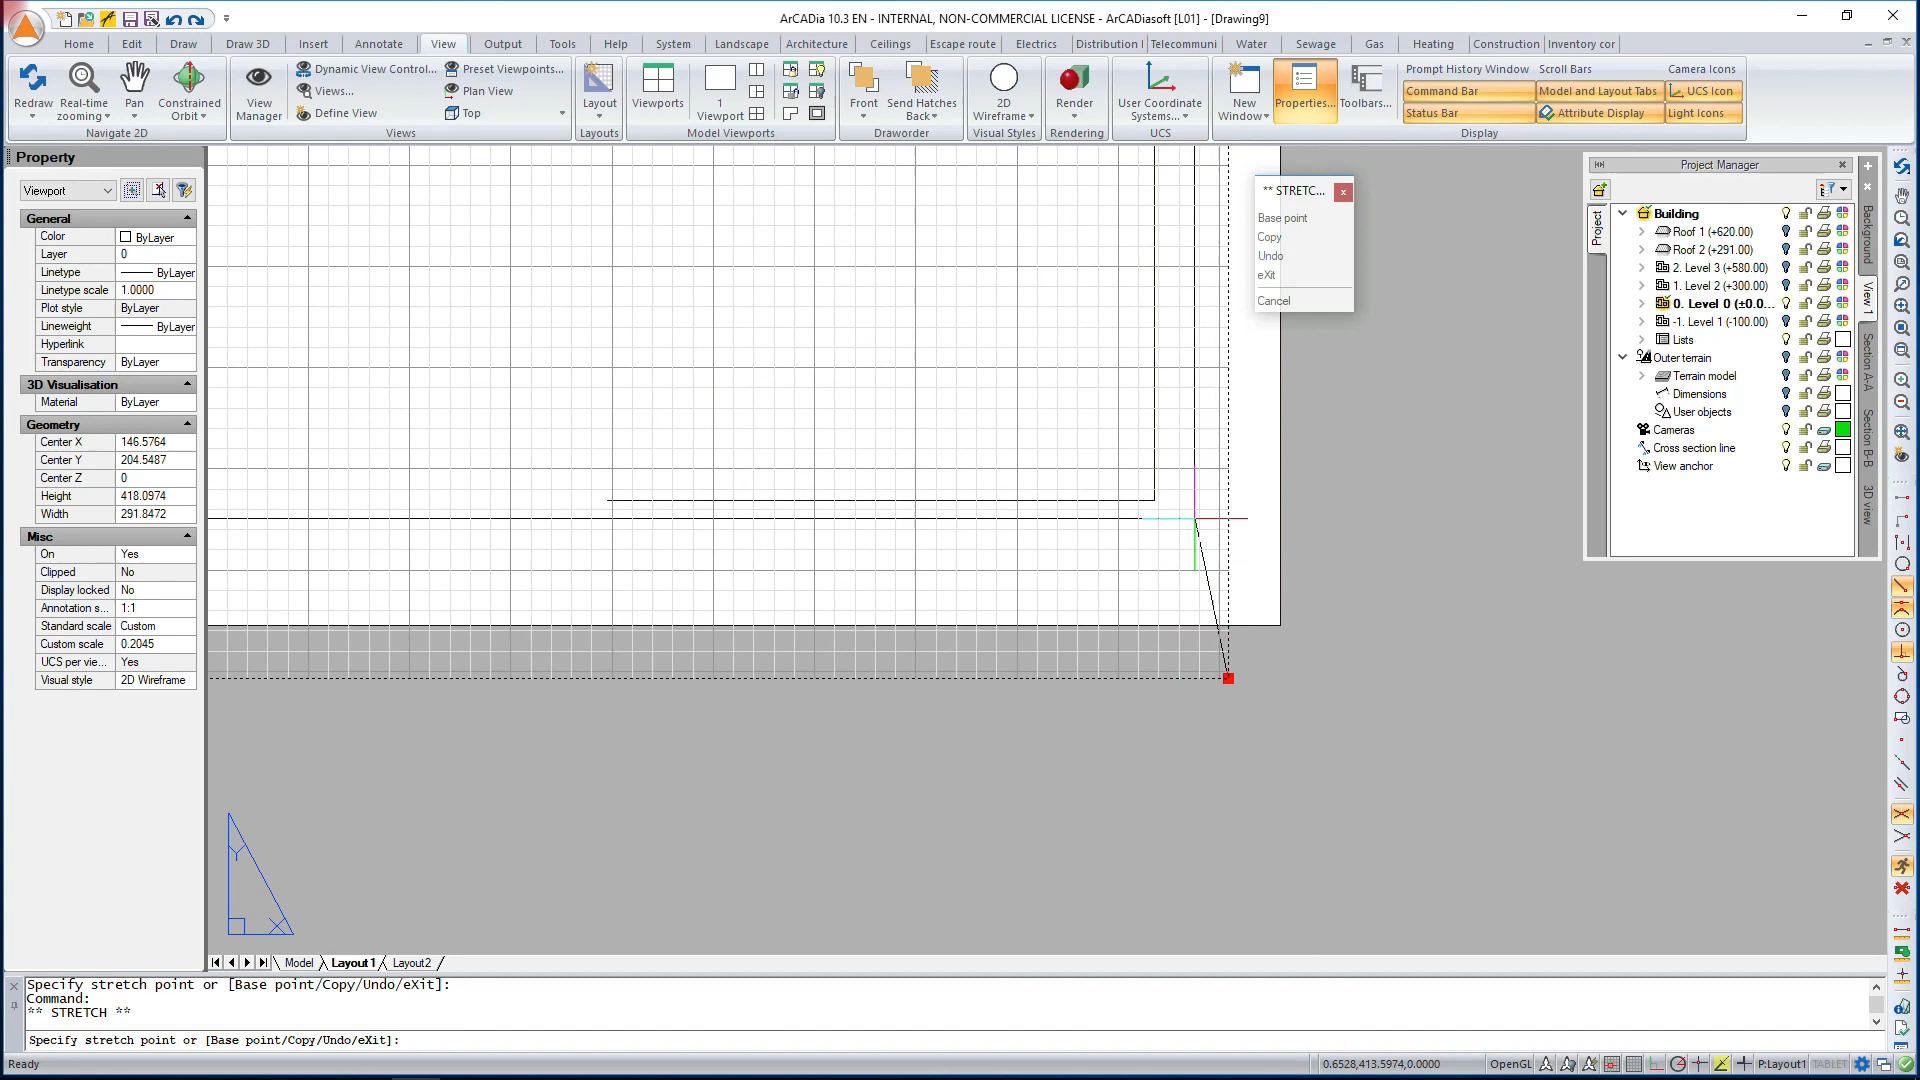 ArCADia 10.3 EN - INTERNAL, NON-COMMERCIAL LICENSE - ArCADiasoft [L01] - [Drawing9]
Home Edit Draw Draw 3D Insert Annotate View Output Tools Help System Landscape Architecture Ceilings Escape route Electrics Distribution Telecommuni Water Sewage Gas Heating Construction Inventory cor
Redraw
Real-time zooming
Pan
Constrained Orbit
Navigate 2D
View Manager
Dynamic View Control...
Views...
Define View
Preset Viewpoints...
Plan View
Top
Views
Layout
Layouts
Viewports
1 Viewport
Model Viewports
Front
Send Hatches Back
Draworder
2D Wireframe
Visual Styles
Render
Rendering
User Coordinate Systems...
UCS
New Window
Properties...
Toolbars...
Prompt History Window Scroll Bars Camera Icons
Command Bar Model and Layout Tabs UCS Icon
Status Bar Attribute Display Light Icons
Display
Property
Viewport
General
Color ByLayer
Layer 0
Linetype ByLayer
Linetype scale 1.0000
Plot style ByLayer
Lineweight ByLayer
Hyperlink
Transparency ByLayer
3D Visualisation
Material ByLayer
Geometry
Center X 146.5764
Center Y 204.5487
Center Z 0
Height 418.0974
Width 291.8472
Misc
On Yes
Clipped No
Display locked No
Annotation s... 1:1
Standard scale Custom
Custom scale 0.2045
UCS per vie... Yes
Visual style 2D Wireframe
** STRETC...
Base point
Copy
Undo
eXit
Cancel
Project Manager
Project
Building
Roof 1 (+620.00)
Roof 2 (+291.00)
2. Level 3 (+580.00)
1. Level 2 (+300.00)
0. Level 0 (±0.0...
-1. Level 1 (-100.00)
Lists
Outer terrain
Terrain model
Dimensions
User objects
Cameras
Cross section line
View anchor
Background
View 1
Section A-A
Section B-B
3D view
Y
X
Model Layout1 Layout2
Specify stretch point or [Base point/Copy/Undo/eXit]:
Command:
** STRETCH **
Specify stretch point or [Base point/Copy/Undo/eXit]:
Ready
0.6528,413.5974,0.0000
OpenGL
P:Layout1
TABLET